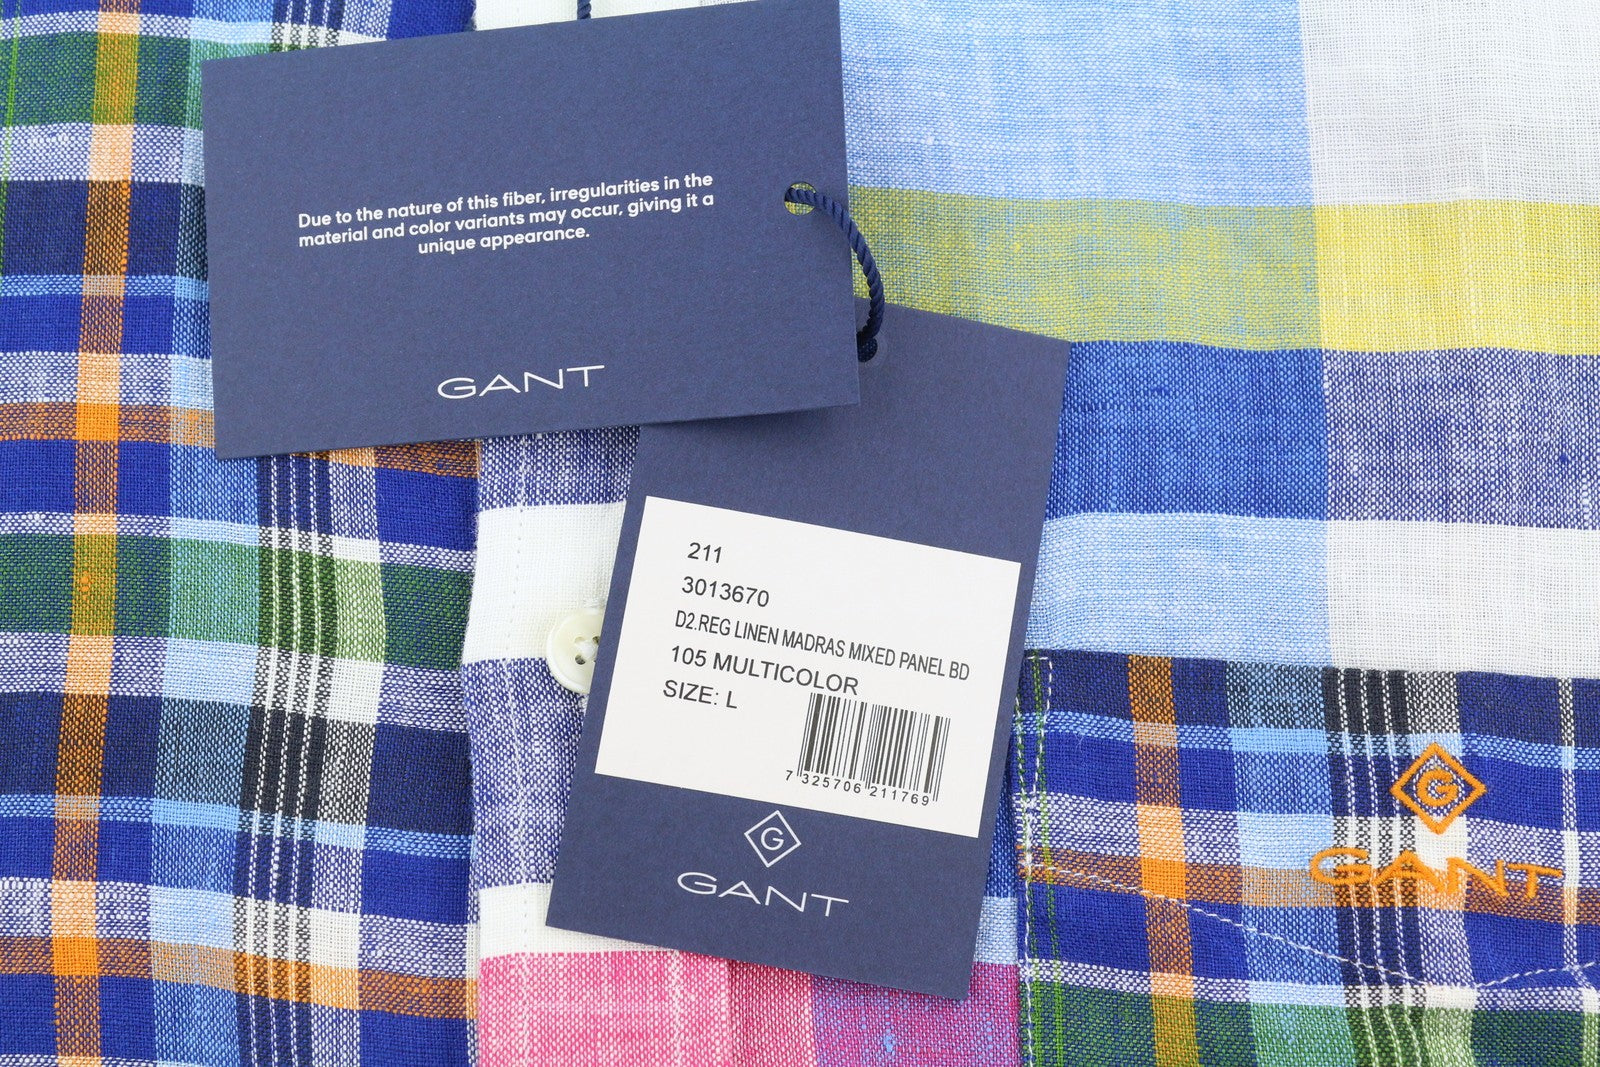 Due to the nature of this fiber, irregularities in the
material and color variants may occur, giving it a
unique appearance.
GANT
211
3013670
D2.REG LINEN MADRAS MIXED PANEL BD
105 MULTICOLOR
SIZE: L
7 325706 211769
G
GANT
G
GANT